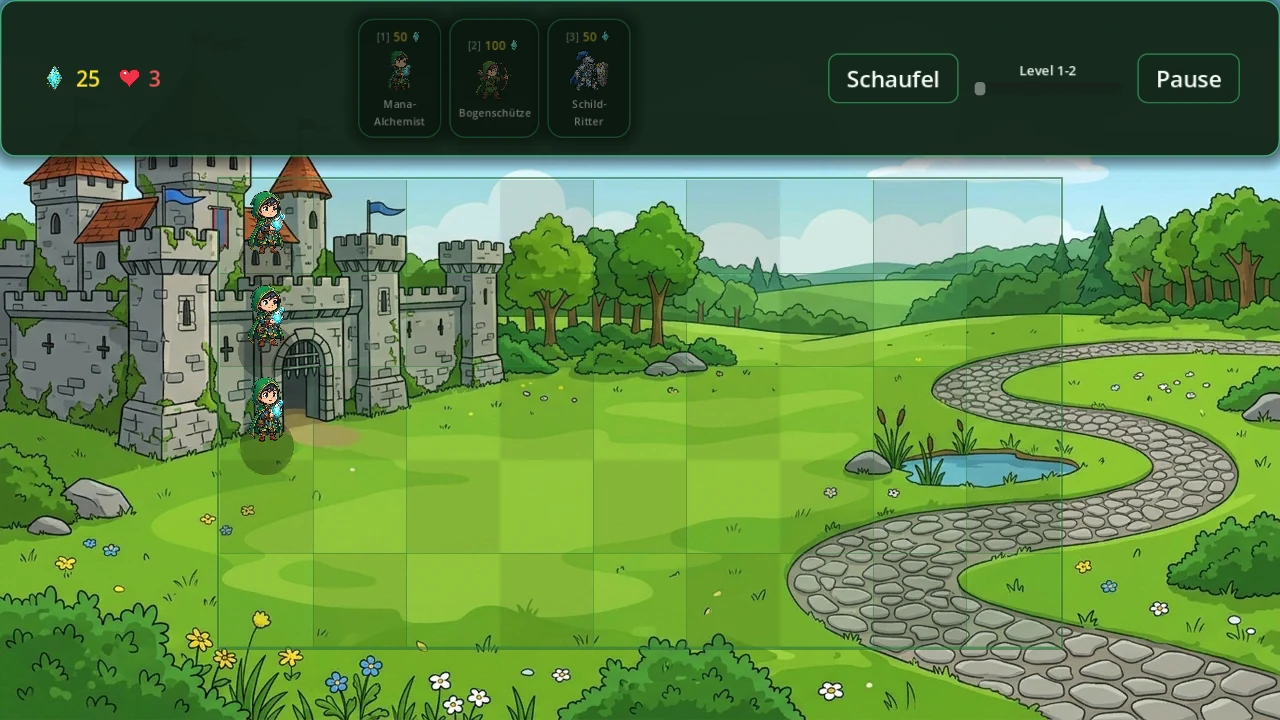 25
3
[1] 50
Mana-
Alchemist
[2] 100
Bogenschütze
[3] 50
Schild-
Ritter
Schaufel
Level 1-2
Pause